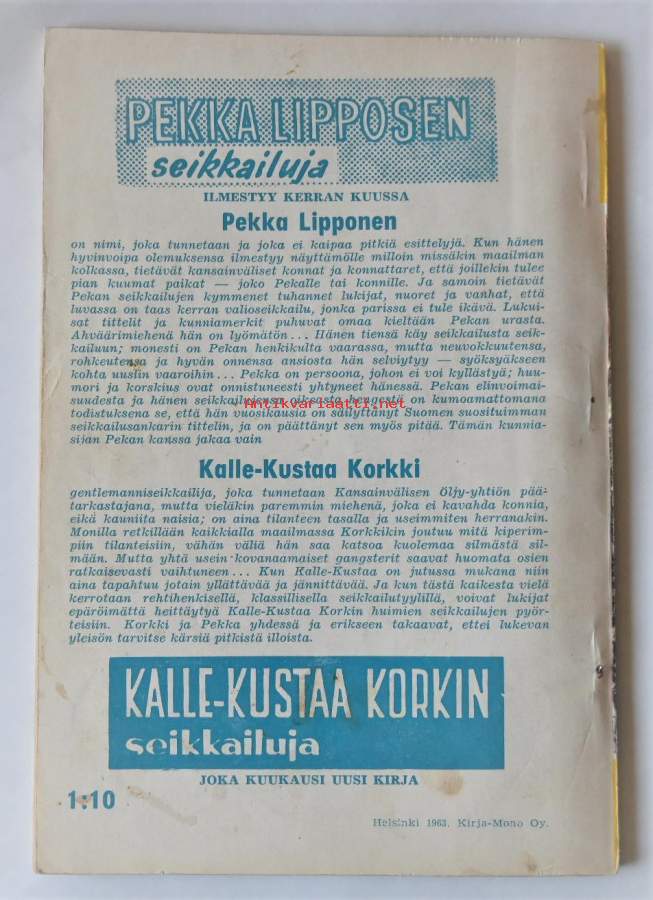 PEKKA LIPPOSEN
seikkailuja
ILMESTYY KERRAN KUUSSA
Pekka Lipponen
on nimi, joka tunnetaan ja joka ei kaipaa pitkiä esittelyjä. Kun hänen
hyvinvoipa olemuksensa ilmestyy näyttämölle milloin missäkin maailman
kolkassa, tietävät kansainväliset konnat ja konnattaret, että joillekin tulee
pian kuumat paikat — joko Pekalle tai konnille. Ja samoin tietävät
Pekan seikkailujen kymmenet tuhannet lukijat, nuoret ja vanhat, että
luvassa on taas kerran valioseikkailu, jonka parissa ei tule ikävä. Lukui-
sat tittelit ja kunniamerkit puhuvat omaa kieltään Pekan urasta.
Ahväärimiehenä hän on lyömätön... Hänen tiensä käy seikkailusta seik-
kailuun; monesti on Pekan henkikulta vaarassa, mutta neuvokkuutensa,
rohkeutensa ja hyvän onnensa ansiosta hän selviytyy — syöksyäkseen
kohta uusiin vaaroihin... Pekka on persoona, johon ei voi kyllästyä; huu-
mori ja korskius ovat onnistuneesti yhtyneet hänessä. Pekan elinvoimai-
suudesta ja hänen seikkailujensa oikeasta hengestä on kumoamattomana
antikvariaatti.net
todistuksena se, että hän vuosikausia on säilyttänyt Suomen suosituimman
seikkailusankarin tittelin, ja on päättänyt sen myös pitää. Tämän kunnia-
sijan Pekan kanssa jakaa vain
Kalle-Kustaa Korkki
gentlemanniseikkailija, joka tunnetaan Kansainvälisen Öljy-yhtiön pää-
tarkastajana, mutta vieläkin paremmin miehenä, joka ei kavahda konnia,
eikä kauniita naisia; on aina tilanteen tasalla ja useimmiten herranakin.
Monilla retkillään kaikkialla maailmassa Korkkikin joutuu mitä kiperim-
piin tilanteisiin, vähän väliä hän saa katsoa kuolemaa silmästä sil-
mään. Mutta yhtä usein kovanaamaiset gangsterit saavat huomata osien
ratkaisevasti vaihtuneen... Kun Kalle-Kustaa on jutussa mukana niin
aina tapahtuu jotain yllättävää ja jännittävää. Ja kun tästä kaikesta vielä
kerrotaan rehtihenkisellä, klassillisella seikkailutyylillä, voivat lukijat
epäröimättä heittäytyä Kalle-Kustaa Korkin huimien seikkailujen pyör-
teisiin. Korkki ja Pekka yhdessä ja erikseen takaavat, ettei lukevan
yleisön tarvitse kärsiä pitkistä illoista.
KALLE-KUSTAA KORKIN
seikkailuja
JOKA KUUKAUSI UUSI KIRJA
1:10
Helsinki 1963. Kirja-Mono Oy.